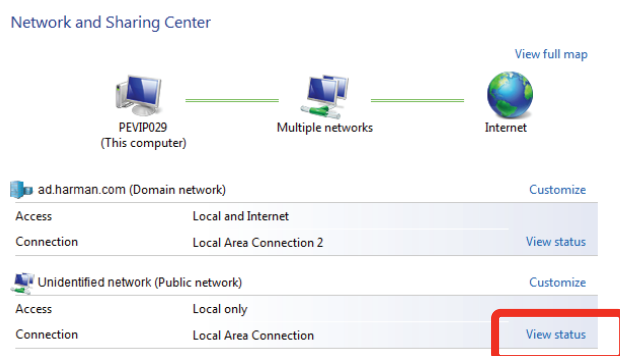 Network and Sharing Center
View full map
PEVIP029
(This computer)
Multiple networks
Internet
ad.harman.com (Domain network)
Customize
Access Local and Internet
Connection Local Area Connection 2 View status
Unidentified network (Public network)
Customize
Access Local only
Connection Local Area Connection View status